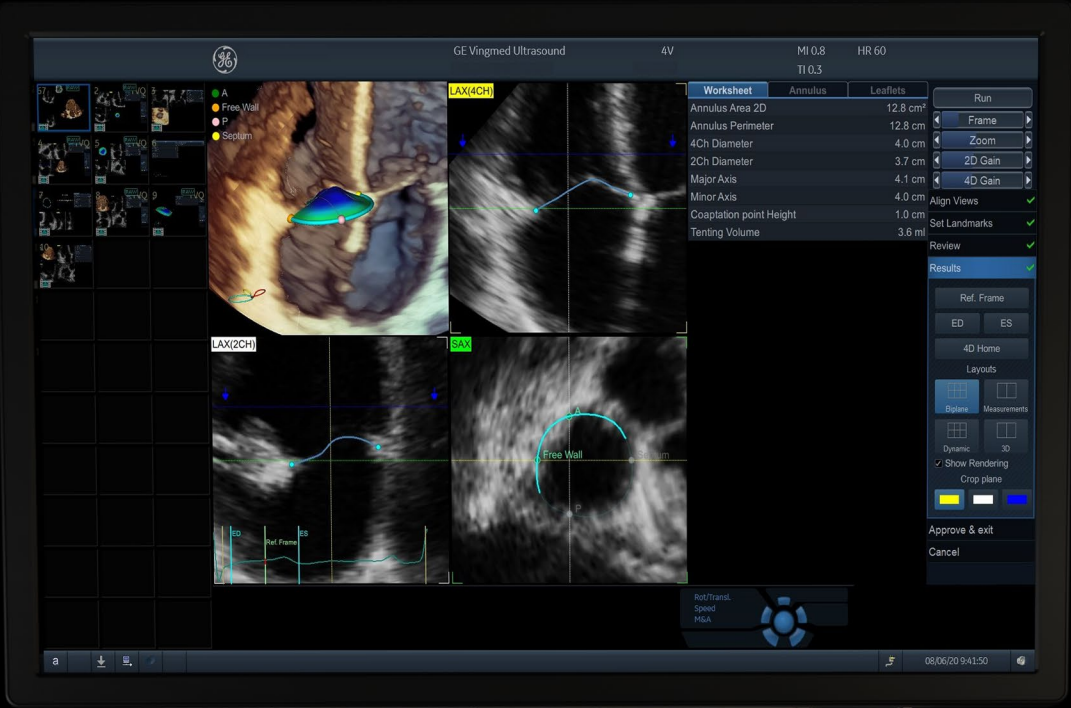 GE Vingmed Ultrasound
4V
MI 0.8
HR 60
TI 0.3
A
Free Wall
P
Septum
LAX(4CH)
Worksheet
Annulus
Leaflets
Annulus Area 2D 12.8 cm²
Annulus Perimeter 12.8 cm
4Ch Diameter 4.0 cm
2Ch Diameter 3.7 cm
Major Axis 4.1 cm
Minor Axis 4.0 cm
Coaptation point Height 1.0 cm
Tenting Volume 3.6 ml
Run
Frame
Zoom
2D Gain
4D Gain
Align Views
Set Landmarks
Review
Results
Ref. Frame
ED ES
4D Home
Layouts
Biplane Measurements
Dynamic 3D
Show Rendering
Crop plane
Approve & exit
Cancel
LAX(2CH)
ED
Ref. Frame
ES
SAX
A
Free Wall
P
Rot/Transl.
Speed
M&A
a
08/06/20 9:41:50